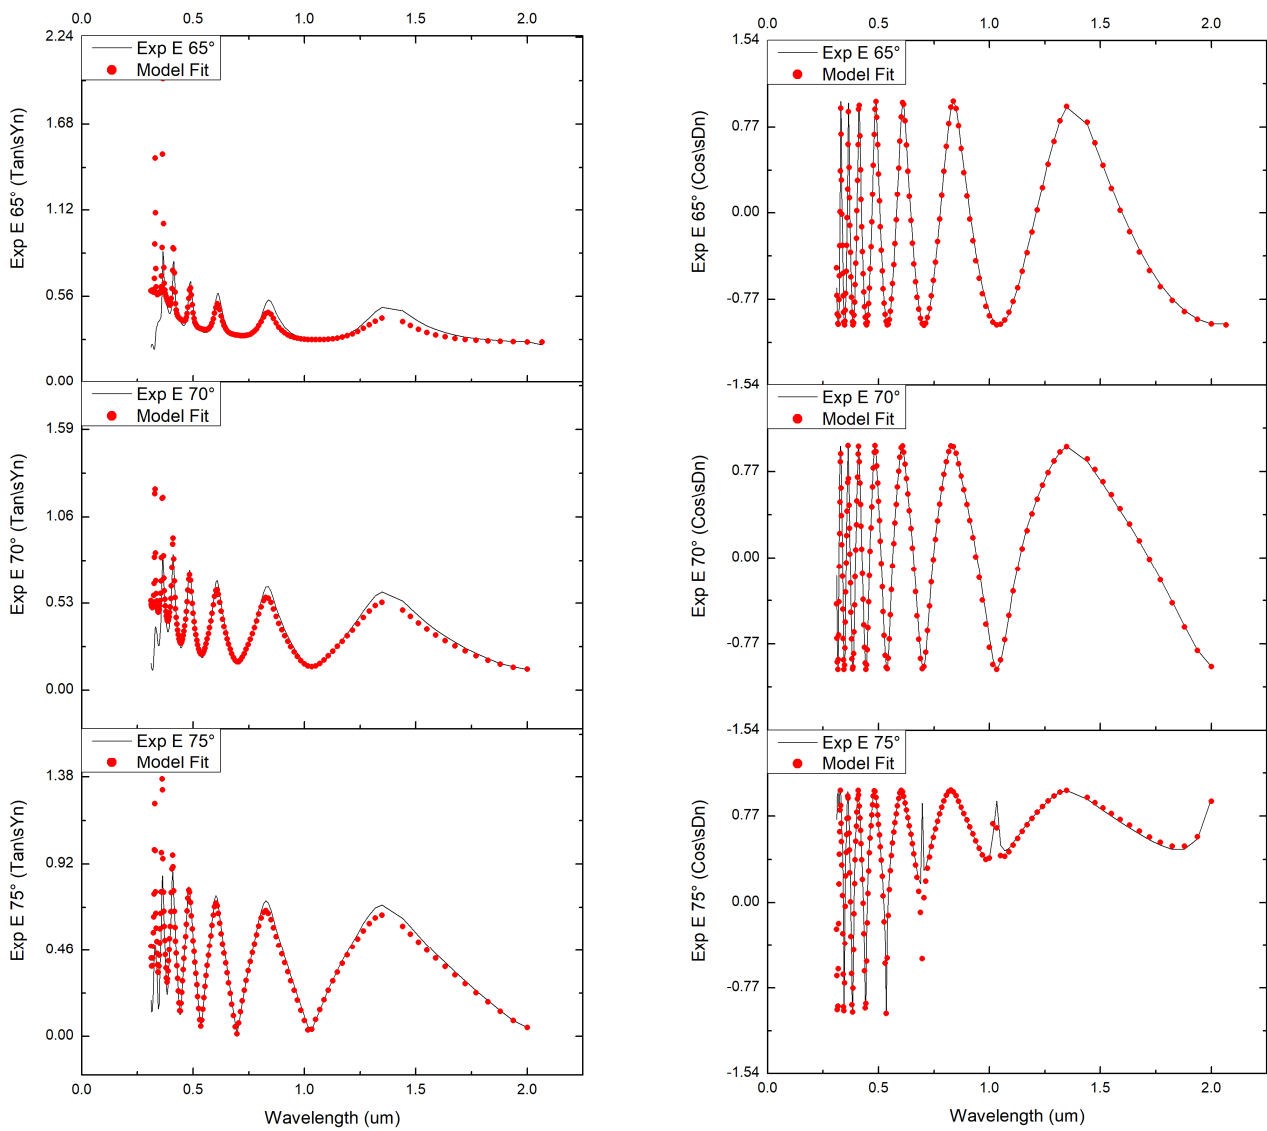 0.0 0.5 1.0 1.5 2.0
2.24
Exp E 65°
Model Fit
1.68
1.12
0.56
0.00
Exp E 65° (Tan\sYn)
Exp E 70°
Model Fit
1.59
1.06
0.53
0.00
Exp E 70° (Tan\sYn)
Exp E 75°
Model Fit
1.38
0.92
0.46
0.00
Exp E 75° (Tan\sYn)
0.0 0.5 1.0 1.5 2.0
Wavelength (um)
0.0 0.5 1.0 1.5 2.0
1.54
Exp E 65°
Model Fit
0.77
0.00
-0.77
-1.54
Exp E 65° (Cos\sDn)
Exp E 70°
Model Fit
0.77
0.00
-0.77
-1.54
Exp E 70° (Cos\sDn)
Exp E 75°
Model Fit
0.77
0.00
-0.77
-1.54
Exp E 75° (Cos\sDn)
0.0 0.5 1.0 1.5 2.0
Wavelength (um)